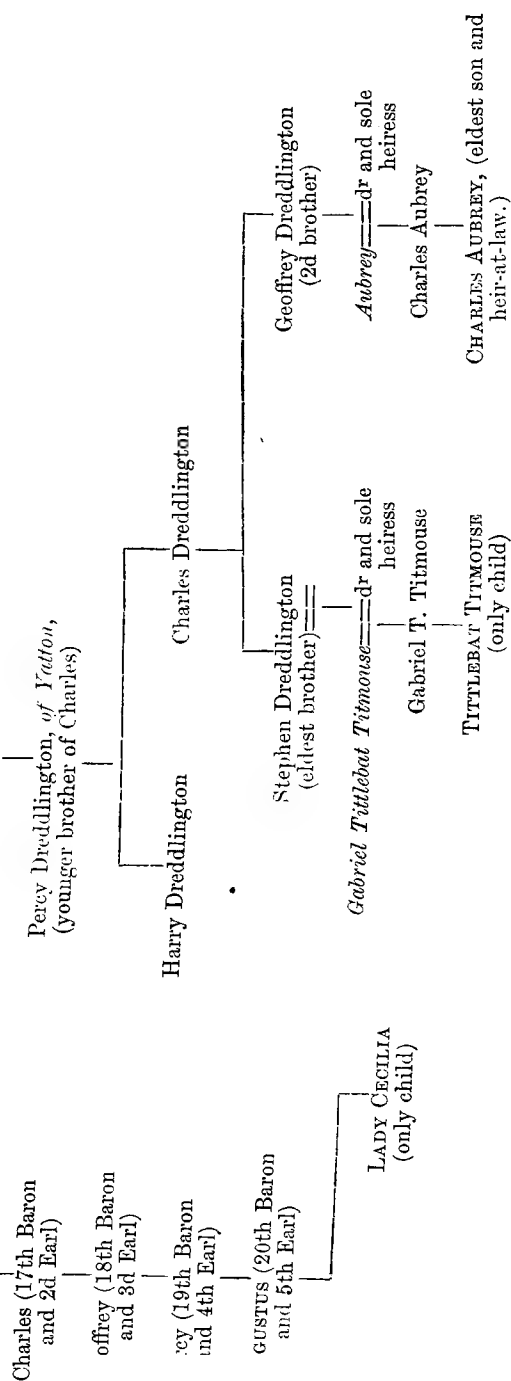 Charles (17th Baron
and 2d Earl)
offrey (18th Baron
and 3d Earl)
cy (19th Baron
nd 4th Earl)
GUSTUS (20th Baron
and 5th Earl)
LADY CECILIA
(only child)
Percy Dreddlington, of Yatton,
(younger brother of Charles)
Harry Dreddlington
Charles Dreddlington
Stephen Dreddlington
(eldest brother)
Gabriel Tittlebat Titmouse dr and sole
heiress
Gabriel T. Titmouse
TITTLEBAT TITMOUSE
(only child)
Geoffrey Dreddlington
(2d brother)
Aubrey dr and sole
heiress
Charles Aubrey
CHARLES AUBREY, (eldest son and
heir-at-law.)